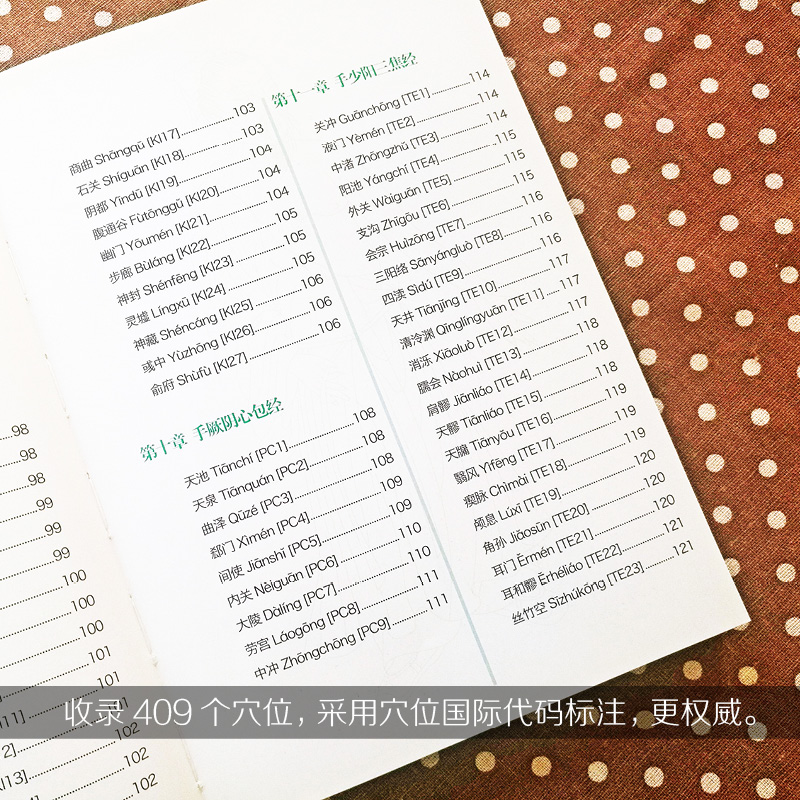 98
98
98
99
99
99
100
100
100
101
101
102
102
商曲 Shāngqū [KI17] 103
石关 Shíguān [KI18] 103
阴都 Yīndū [KI19] 104
腹通谷 Fùtōnggǔ [KI20] 104
幽门 Yōumén [KI21] 104
步廊 Bùláng [KI22] 105
神封 Shénfēng [KI23] 105
灵墟 Língxū [KI24] 105
神藏 Shéncáng [KI25] 106
彧中 Yùzhōng [KI26] 106
俞府 Shùfǔ [KI27] 106
第十章 手厥阴心包经
天池 Tiānchí [PC1] 108
天泉 Tiānquán [PC2] 108
曲泽 Qūzé [PC3] 108
郄门 Xìmén [PC4] 109
间使 Jiānshǐ [PC5] 109
内关 Nèiguān [PC6] 110
大陵 Dàlíng [PC7] 110
劳宫 Láogōng [PC8] 111
中冲 Zhōngchōng [PC9] 111
第十一章 手少阳三焦经
关冲 Guānchōng [TE1] 114
液门 Yèmén [TE2] 114
中渚 Zhōngzhǔ [TE3] 114
阳池 Yángchí [TE4] 115
外关 Wàiguān [TE5] 115
支沟 Zhīgōu [TE6] 115
会宗 Huìzōng [TE7] 116
三阳络 Sānyángluò [TE8] 116
四渎 Sìdú [TE9] 116
天井 Tiānjǐng [TE10] 117
清泠渊 Qīnglíngyuān [TE11] 117
消泺 Xiāoluò [TE12] 117
臑会 Nàohuì [TE13] 118
肩髎 Jiānliáo [TE14] 118
天髎 Tiānliáo [TE15] 118
天牖 Tiānyǒu [TE16] 119
翳风 Yìfēng [TE17] 119
瘈脉 Chìmài [TE18] 119
颅息 Lúxī [TE19] 120
角孙 Jiǎosūn [TE20] 120
耳门 Ěrmén [TE21] 120
耳和髎 Ěrhéliáo [TE22] 121
丝竹空 Sīzhúkōng [TE23] 121
收录 409 个穴位，采用穴位国际代码标注，更权威。